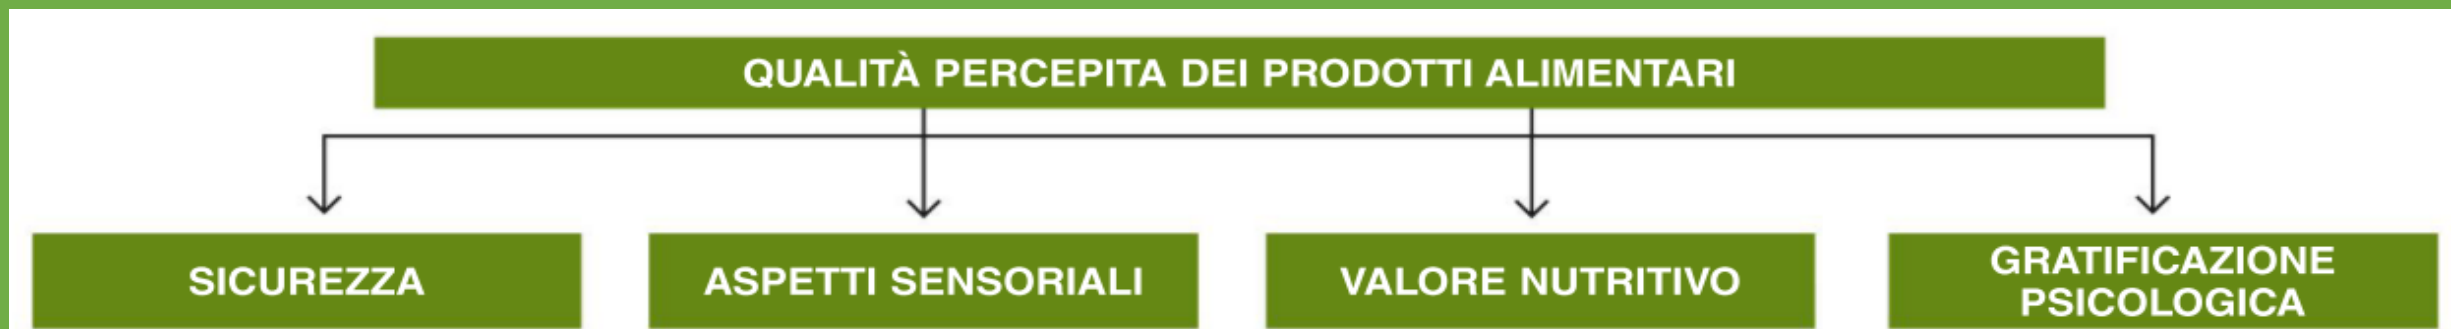 QUALITÀ PERCEPITA DEI PRODOTTI ALIMENTARI
SICUREZZA
ASPETTI SENSORIALI
VALORE NUTRITIVO
GRATIFICAZIONE
PSICOLOGICA